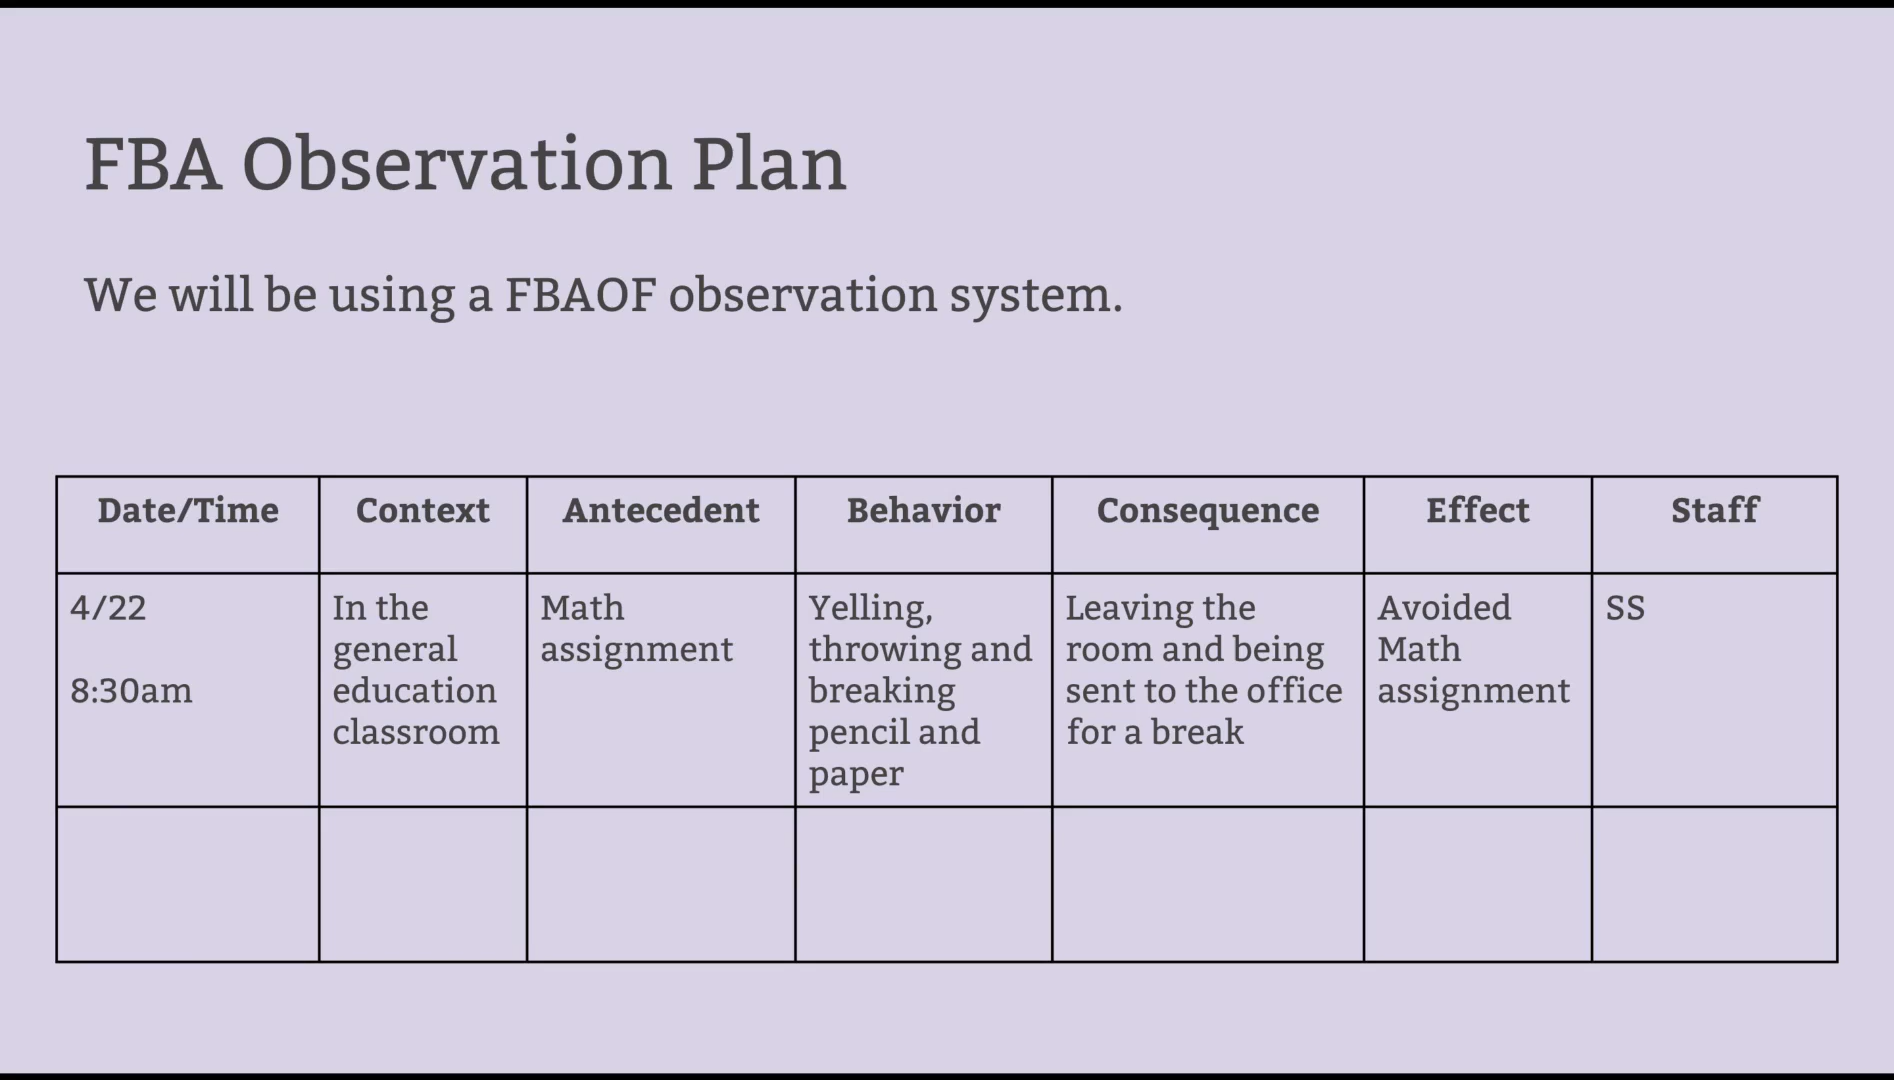 FBA Observation Plan
We will be using a FBAOF observation system.
Date/Time
Context
Antecedent
Behavior
Consequence
Effect
Staff
4/22
8:30am
In the
general
education
classroom
Math
assignment
Yelling,
throwing and
breaking
pencil and
paper
Leaving the
room and being
sent to the office
for a break
Avoided
Math
assignment
SS